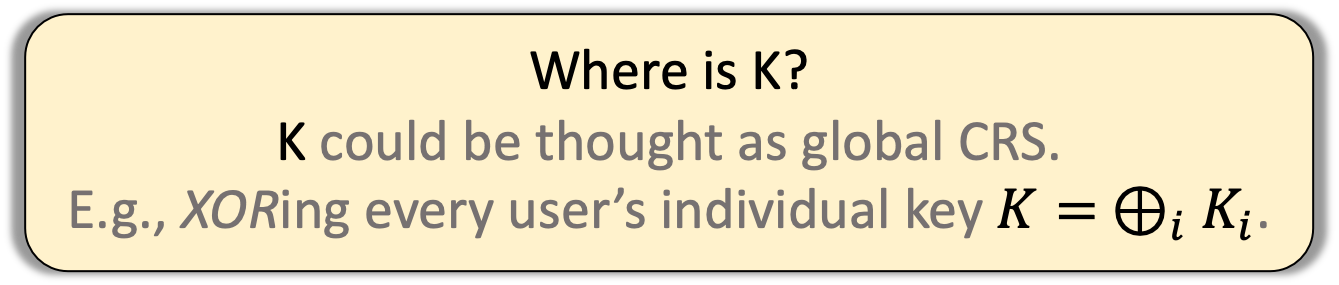 Where is K?
K could be thought as global CRS.
E.g., XORing every user's individual key K = ⊕ᵢ Kᵢ.